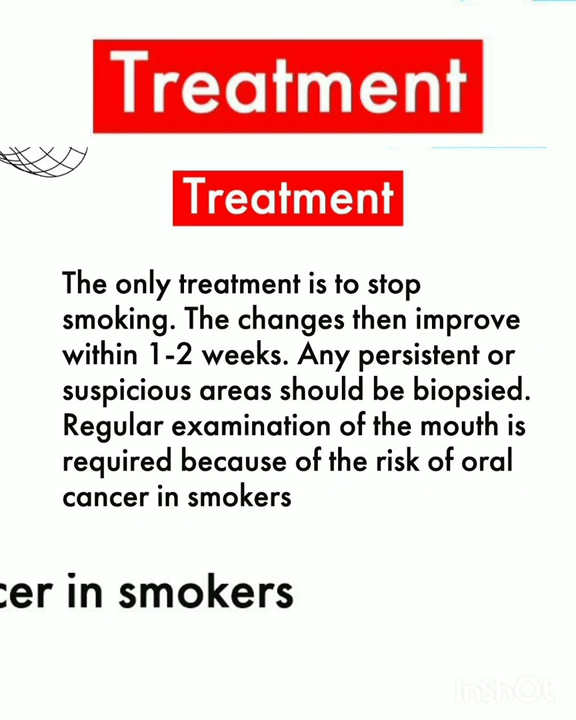 Treatment
Treatment
The only treatment is to stop
smoking. The changes then improve
within 1-2 weeks. Any persistent or
suspicious areas should be biopsied.
Regular examination of the mouth is
required because of the risk of oral
cancer in smokers
cer in smokers
InShOt